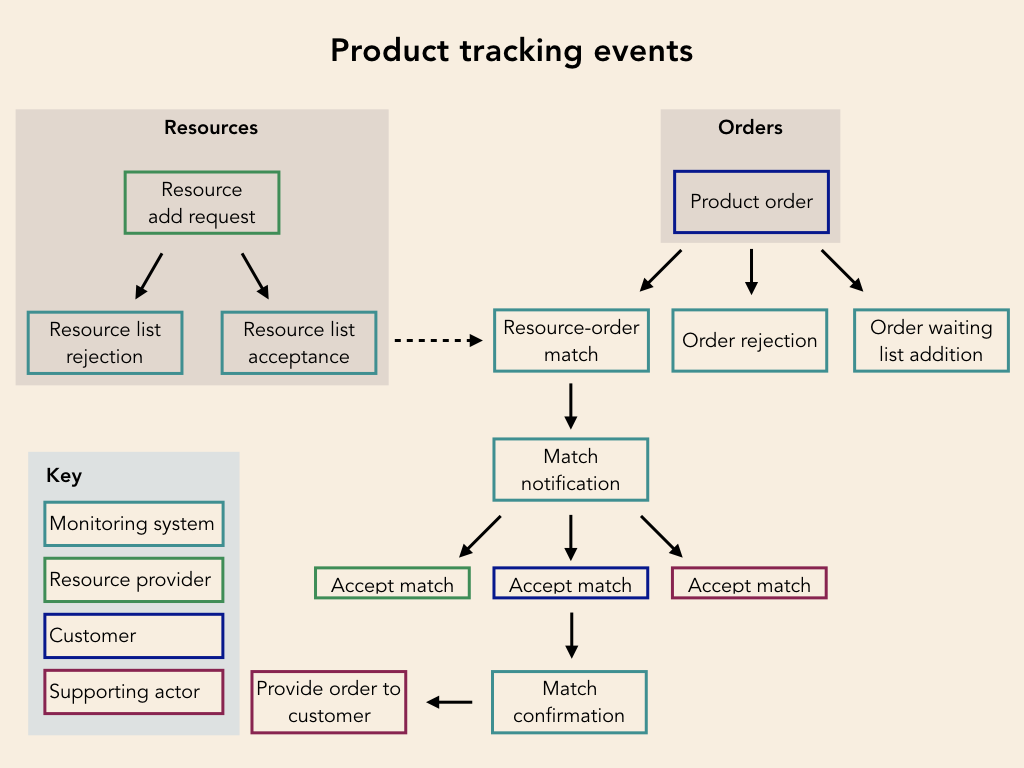 Product tracking events
Resources
Resource
add request
Resource list
rejection
Resource list
acceptance
Orders
Product order
Resource-order
match
Order rejection
Order waiting
list addition
Match
notification
Accept match
Accept match
Accept match
Match
confirmation
Provide order to
customer
Key
Monitoring system
Resource provider
Customer
Supporting actor